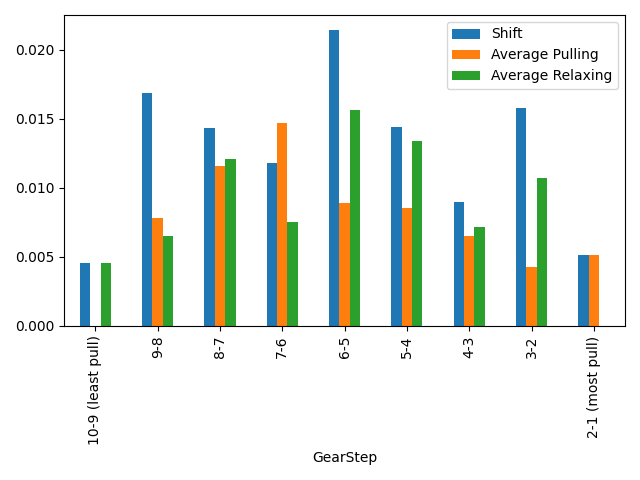 Shift
Average Pulling
Average Relaxing
0.020
0.015
0.010
0.005
0.000
10-9 (least pull)
9-8
8-7
7-6
6-5
5-4
4-3
3-2
2-1 (most pull)
GearStep